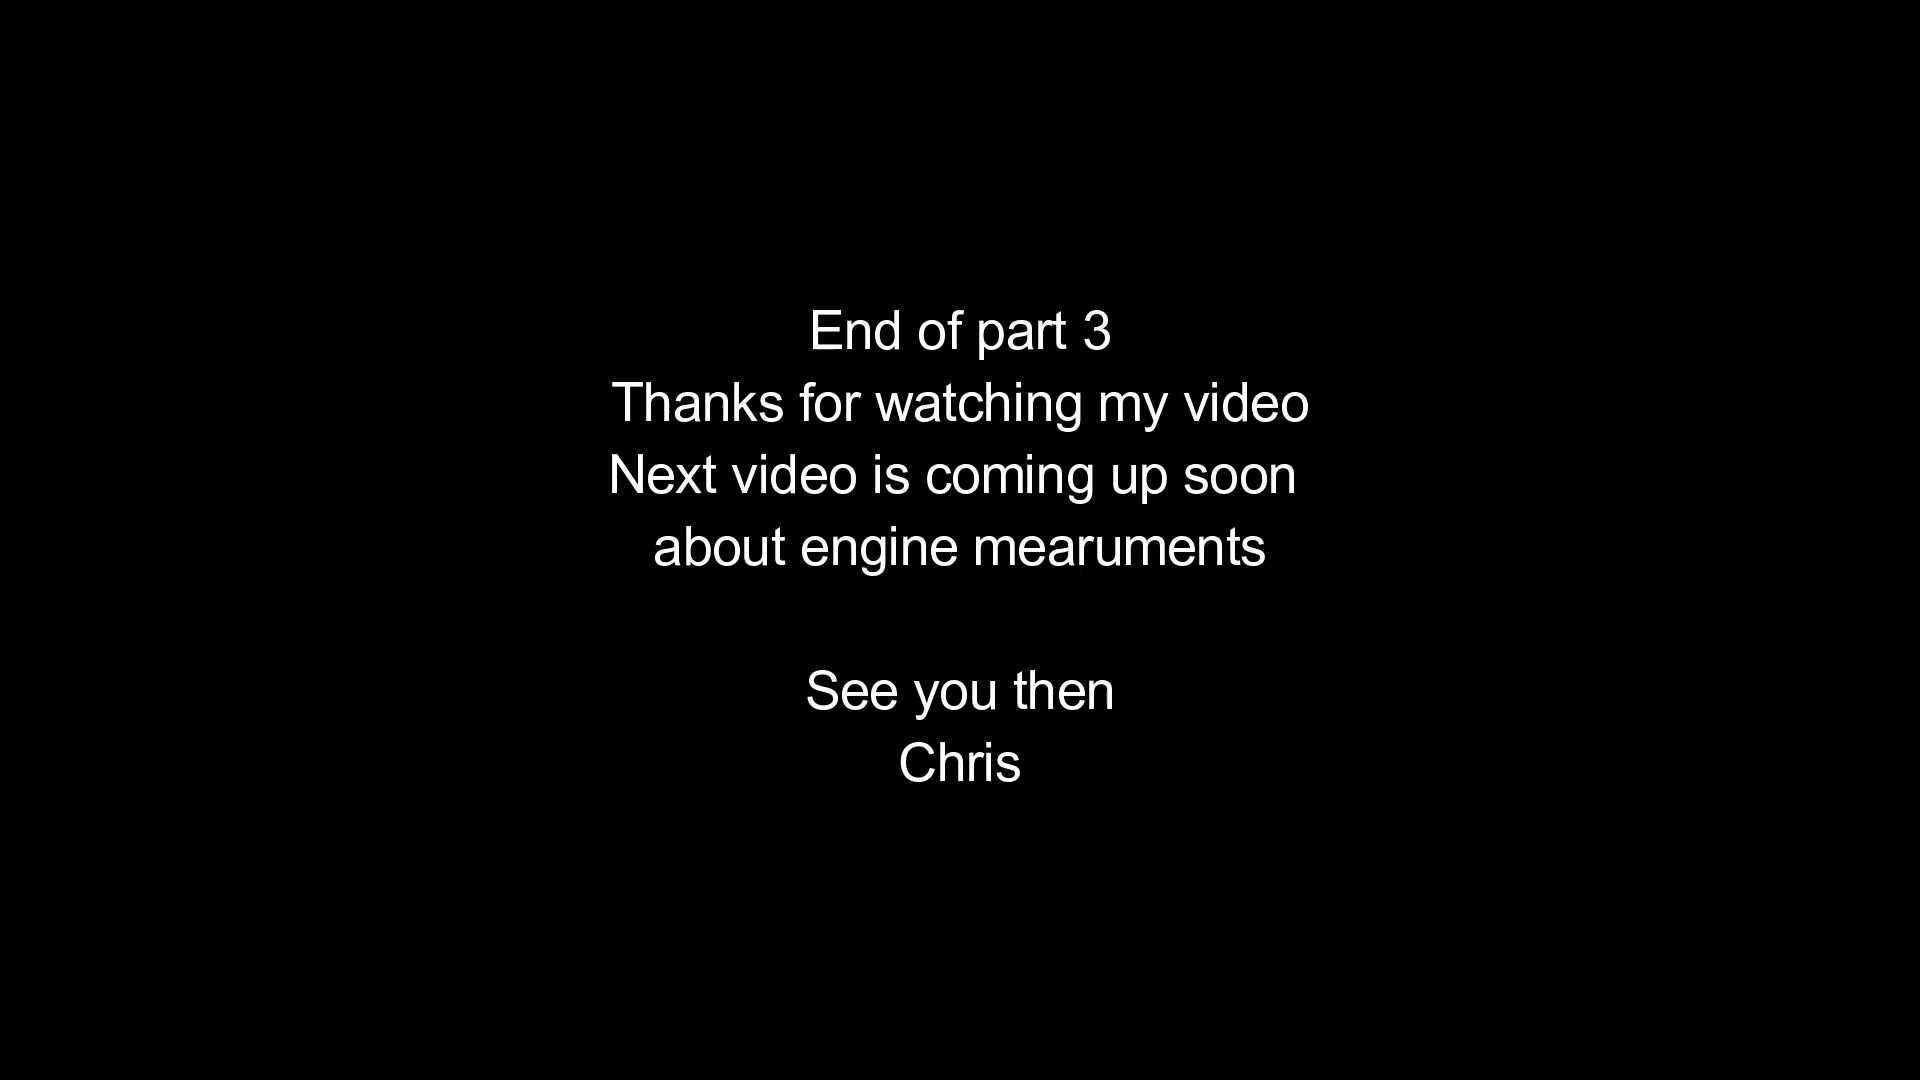 End of part 3
Thanks for watching my video
Next video is coming up soon
about engine mearuments
See you then
Chris